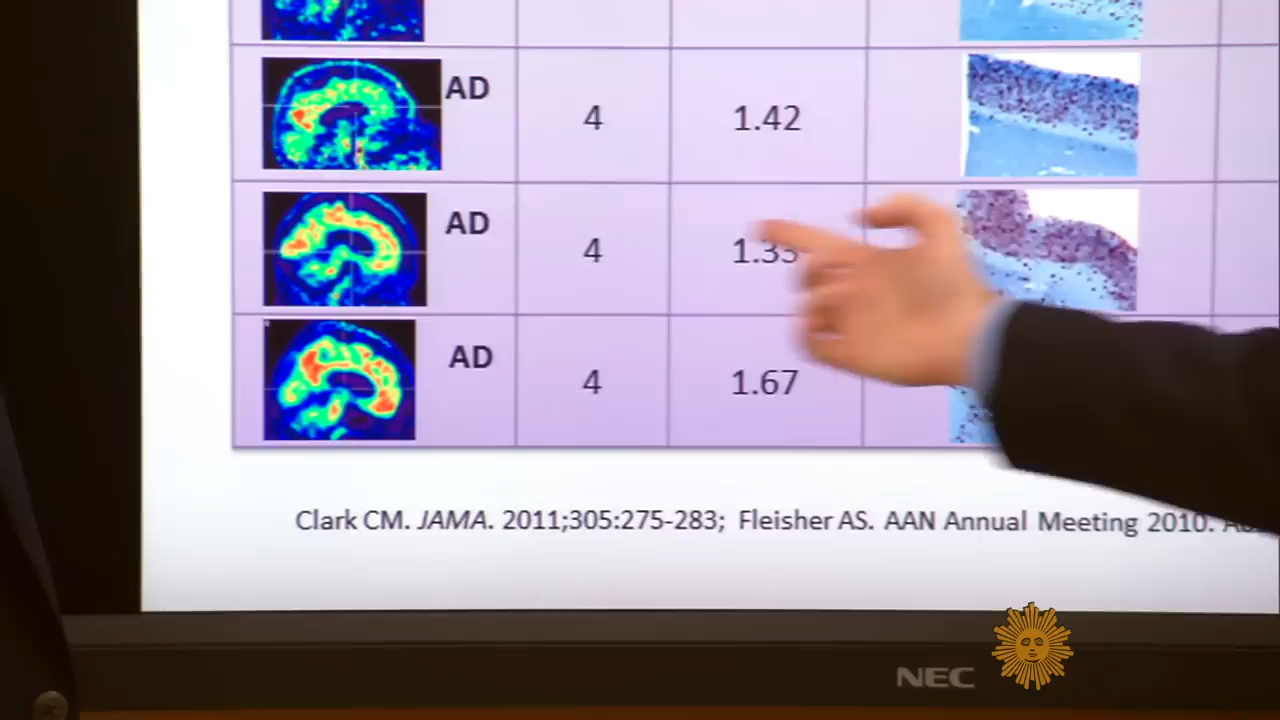 AD 4 1.42
AD 4
AD 4 1.67
Clark CM. JAMA. 2011;305:275-283; Fleisher AS. AAN Annual Meeting 2010.
NEC